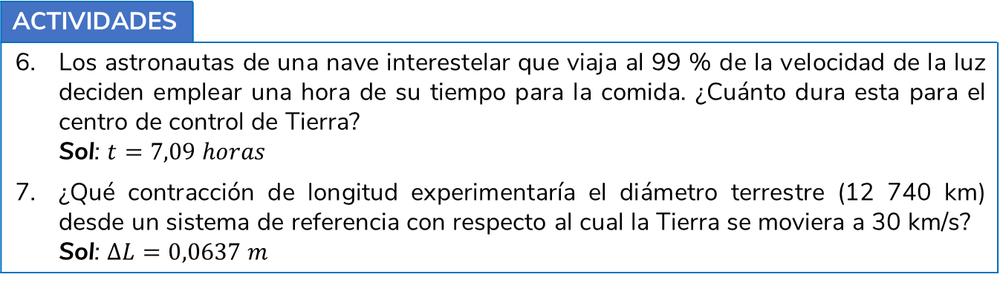 ACTIVIDADES
6. Los astronautas de una nave interestelar que viaja al 99 % de la velocidad de la luz
deciden emplear una hora de su tiempo para la comida. ¿Cuánto dura esta para el
centro de control de Tierra?
Sol: t = 7,09 horas
7. ¿Qué contracción de longitud experimentaría el diámetro terrestre (12 740 km)
desde un sistema de referencia con respecto al cual la Tierra se moviera a 30 km/s?
Sol: ΔL = 0,0637 m